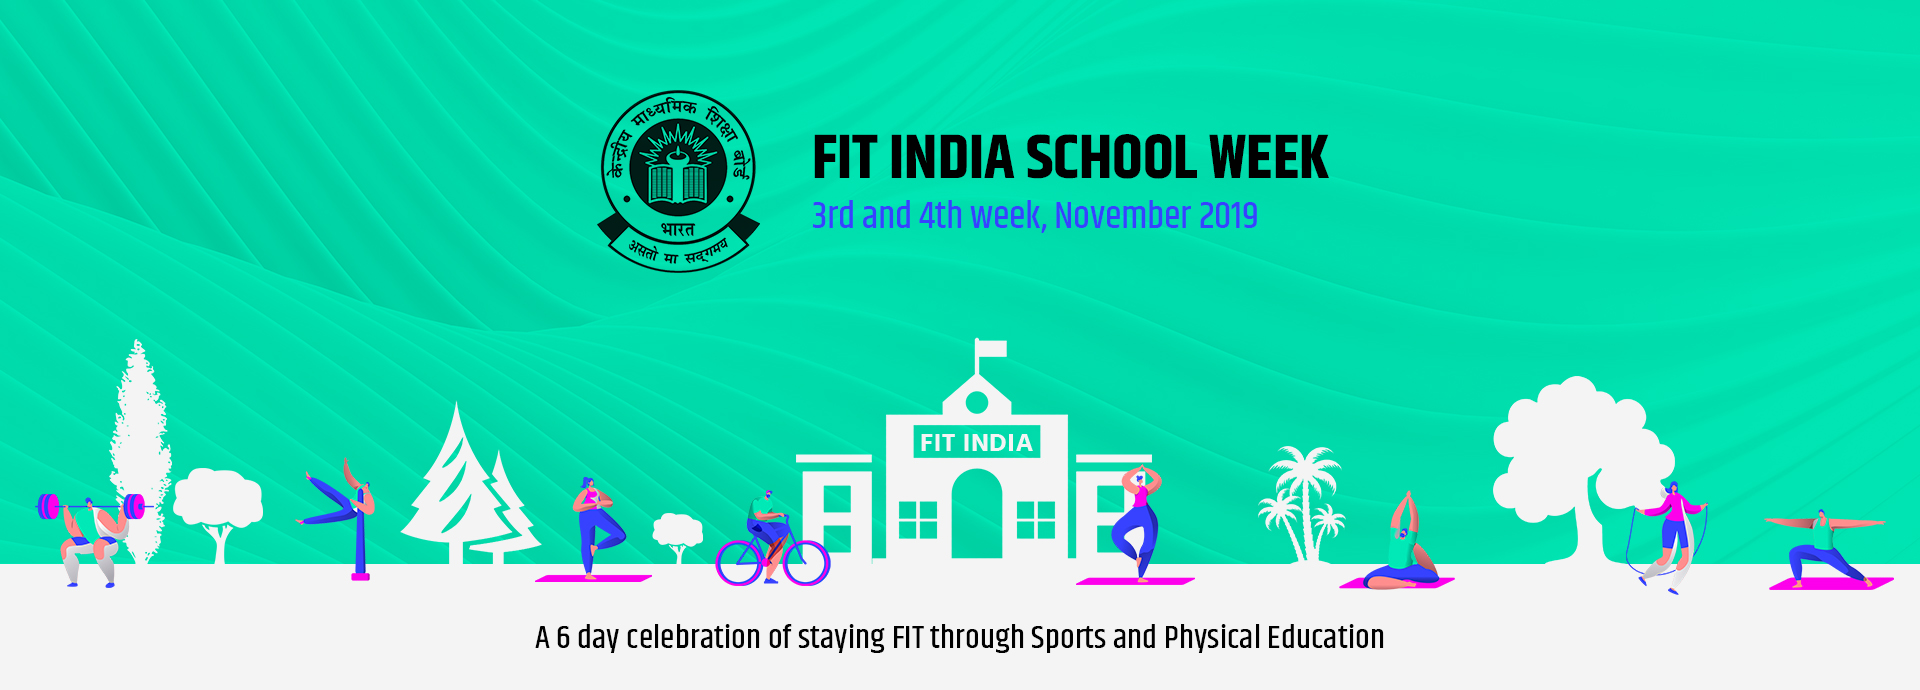 केन्द्रीय माध्यमिक शिक्षा बोर्ड
भारत
असतो मा सद्गमय
FIT INDIA SCHOOL WEEK
3rd and 4th week, November 2019
FIT INDIA
A 6 day celebration of staying FIT through Sports and Physical Education